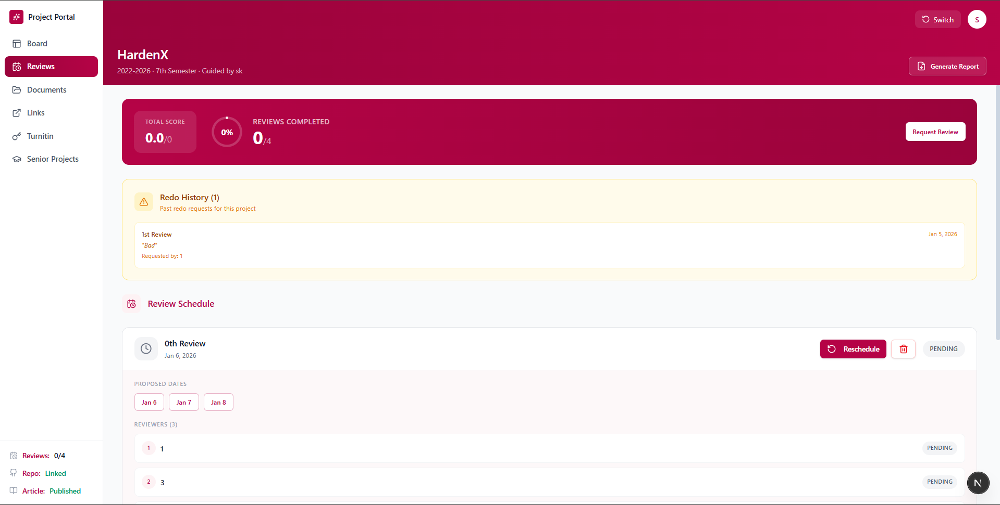 Project Portal
Board
Reviews
Documents
Links
Turnitin
Senior Projects
Reviews: 0/4
Repo: Linked
Article: Published
Switch
S
HardenX
2022-2026 · 7th Semester · Guided by sk
Generate Report
TOTAL SCORE
0.0/0
0%
REVIEWS COMPLETED
0/4
Request Review
Redo History (1)
Past redo requests for this project
1st Review
Jan 5, 2026
"Bad"
Requested by: 1
Review Schedule
0th Review
Jan 6, 2026
Reschedule
PENDING
PROPOSED DATES
Jan 6
Jan 7
Jan 8
REVIEWERS (3)
1 1 PENDING
2 3 PENDING
N